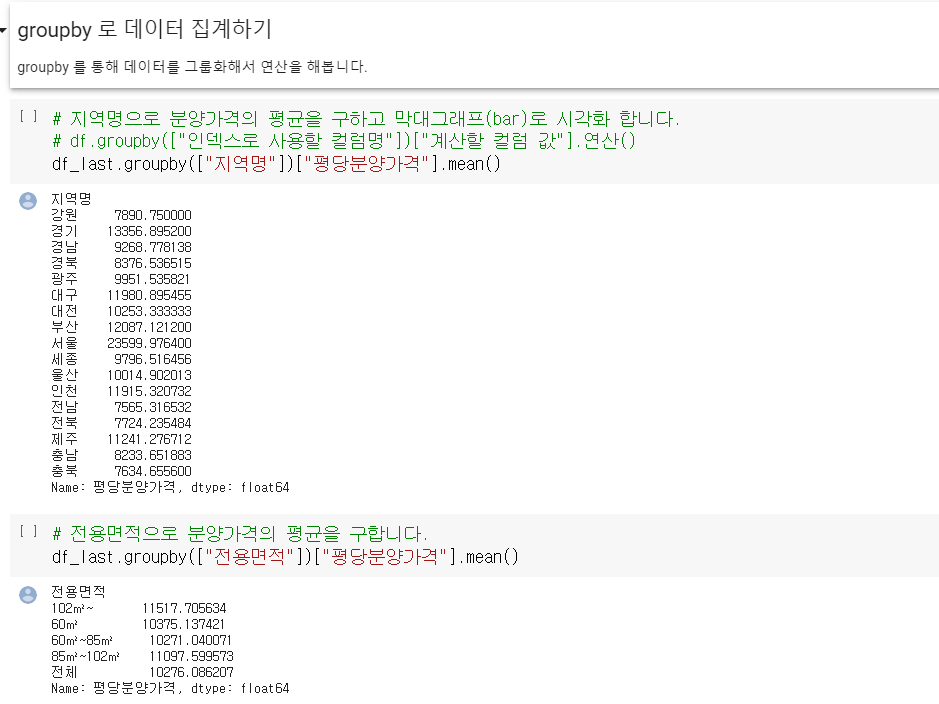 groupby 로 데이터 집계하기
groupby 를 통해 데이터를 그룹화해서 연산을 해봅니다.
[ ] # 지역명으로 분양가격의 평균을 구하고 막대그래프(bar)로 시각화 합니다.
# df.groupby(["인덱스로 사용할 컬럼명"])["계산할 컬럼 값"].연산()
df_last.groupby(["지역명"])["평당분양가격"].mean()
지역명
강원 7890.750000
경기 13356.895200
경남 9268.778138
경북 8376.536515
광주 9951.535821
대구 11980.895455
대전 10253.333333
부산 12087.121200
서울 23599.976400
세종 9796.516456
울산 10014.902013
인천 11915.320732
전남 7565.316532
전북 7724.235484
제주 11241.276712
충남 8233.651883
충북 7634.655600
Name: 평당분양가격, dtype: float64
[ ] # 전용면적으로 분양가격의 평균을 구합니다.
df_last.groupby(["전용면적"])["평당분양가격"].mean()
전용면적
102㎡~ 11517.705634
60㎡ 10375.137421
60㎡~85㎡ 10271.040071
85㎡~102㎡ 11097.599573
전체 10276.086207
Name: 평당분양가격, dtype: float64